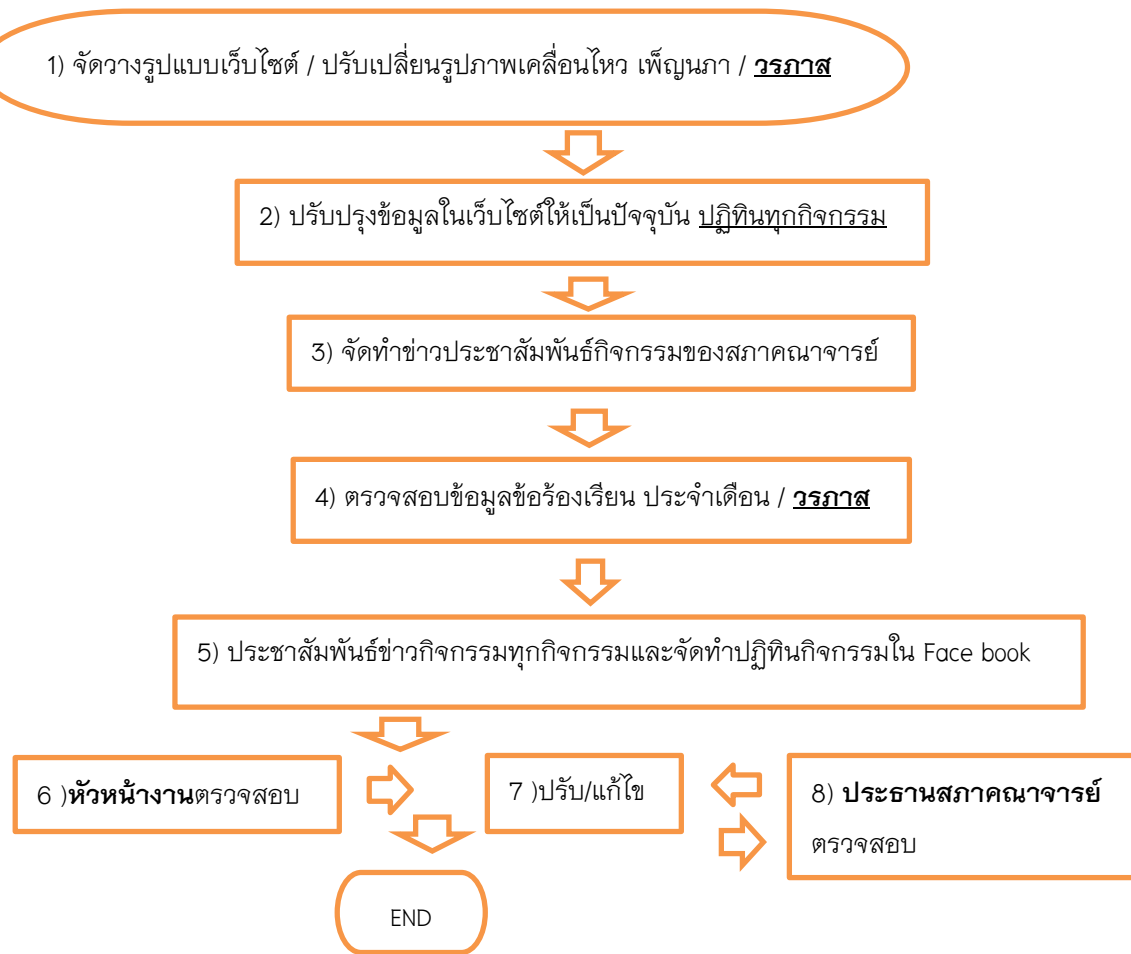 1) จัดวางรูปแบบเว็บไซต์ / ปรับเปลี่ยนรูปภาพเคลื่อนไหว เพ็ญนภา / วรภาส
2) ปรับปรุงข้อมูลในเว็บไซต์ให้เป็นปัจจุบัน ปฏิทินทุกกิจกรรม
3) จัดทำข่าวประชาสัมพันธ์กิจกรรมของสภาคณาจารย์
4) ตรวจสอบข้อมูลข้อร้องเรียน ประจำเดือน / วรภาส
5) ประชาสัมพันธ์ข่าวกิจกรรมทุกกิจกรรมและจัดทำปฏิทินกิจกรรมใน Face book
6 )หัวหน้างานตรวจสอบ
7 )ปรับ/แก้ไข
8) ประธานสภาคณาจารย์
ตรวจสอบ
END